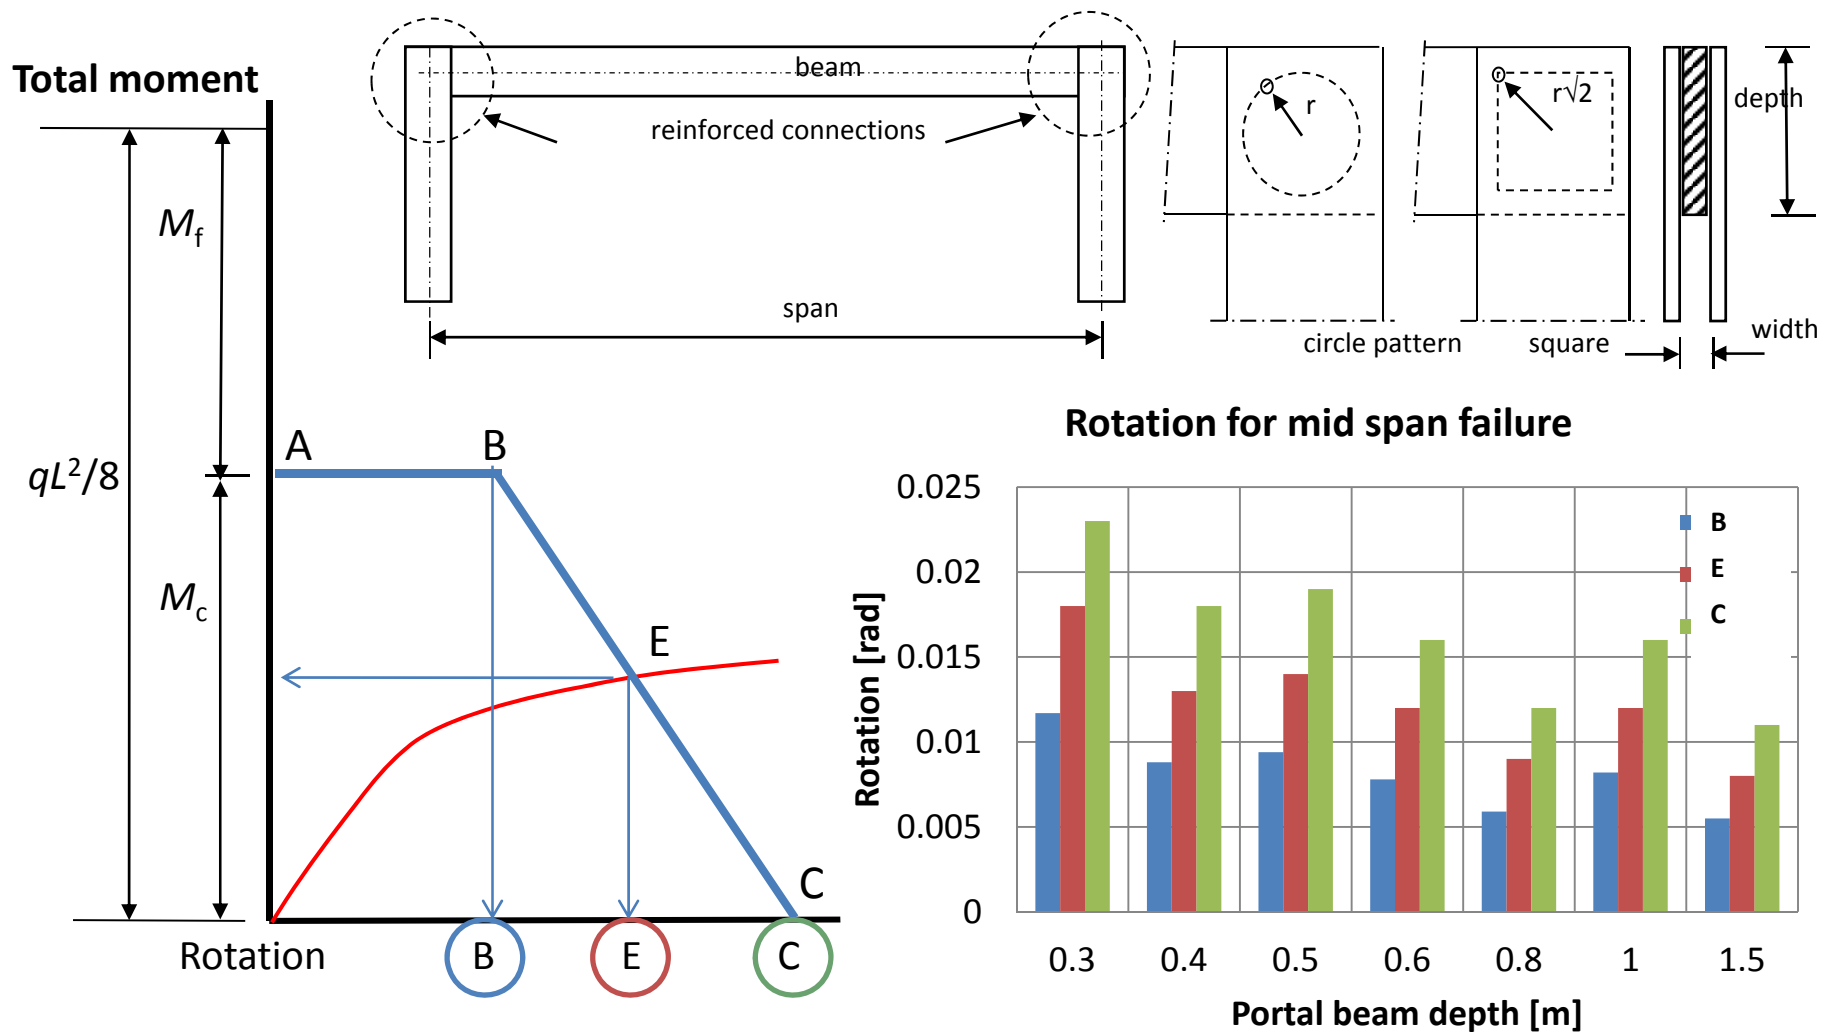 Total moment
qL²/8
Mf
Mc
A
B
E
C
Rotation
B
E
C
beam
reinforced connections
span
r
r√2
r
depth
circle pattern
square
width
Rotation for mid span failure
Rotation [rad]
0.025
0.02
0.015
0.01
0.005
0
B
E
C
0.3 0.4 0.5 0.6 0.8 1 1.5
Portal beam depth [m]